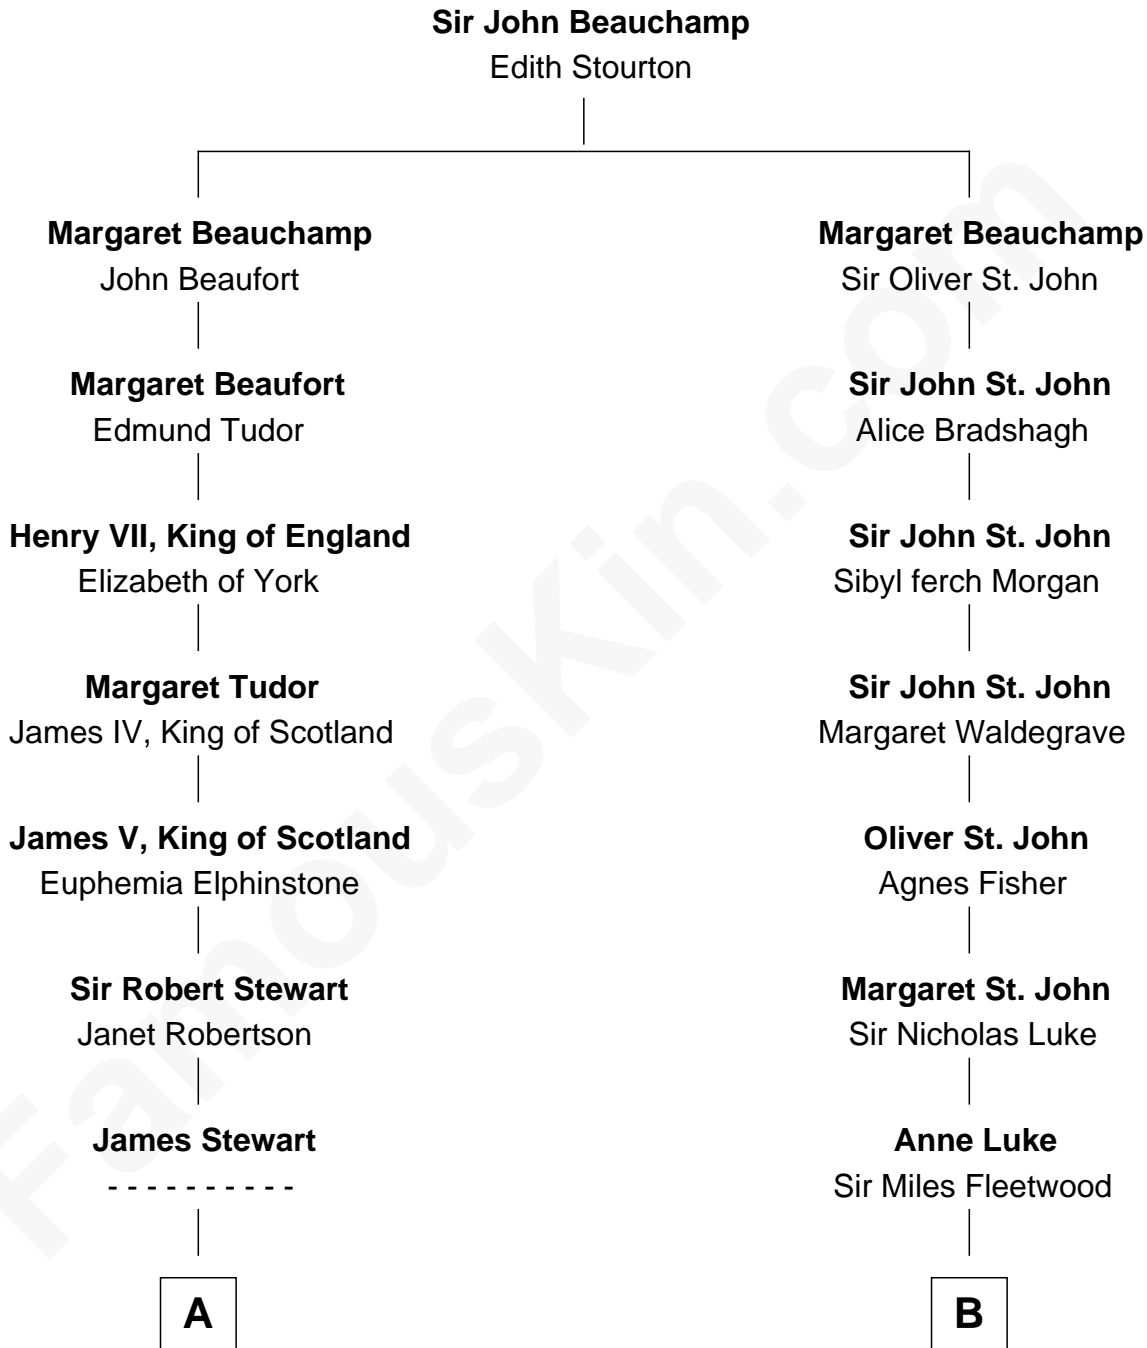 Sir John Beauchamp
Edith Stourton
Margaret Beauchamp
John Beaufort
Margaret Beaufort
Edmund Tudor
Henry VII, King of England
Elizabeth of York
Margaret Tudor
James IV, King of Scotland
James V, King of Scotland
Euphemia Elphinstone
Sir Robert Stewart
Janet Robertson
James Stewart
- - - - - - - - - -
A
Margaret Beauchamp
Sir Oliver St. John
Sir John St. John
Alice Bradshagh
Sir John St. John
Sibyl ferch Morgan
Sir John St. John
Margaret Waldegrave
Oliver St. John
Agnes Fisher
Margaret St. John
Sir Nicholas Luke
Anne Luke
Sir Miles Fleetwood
B
FamousKin.com